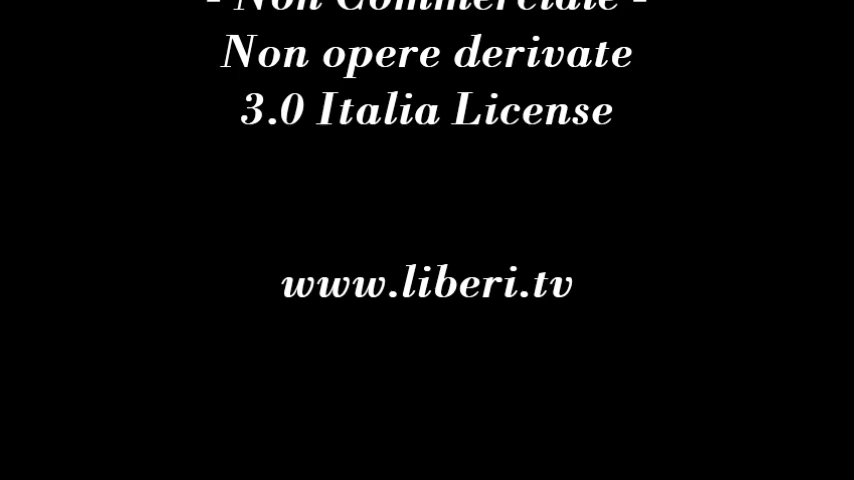 - Non Commerciale -
Non opere derivate
3.0 Italia License
www.liberi.tv